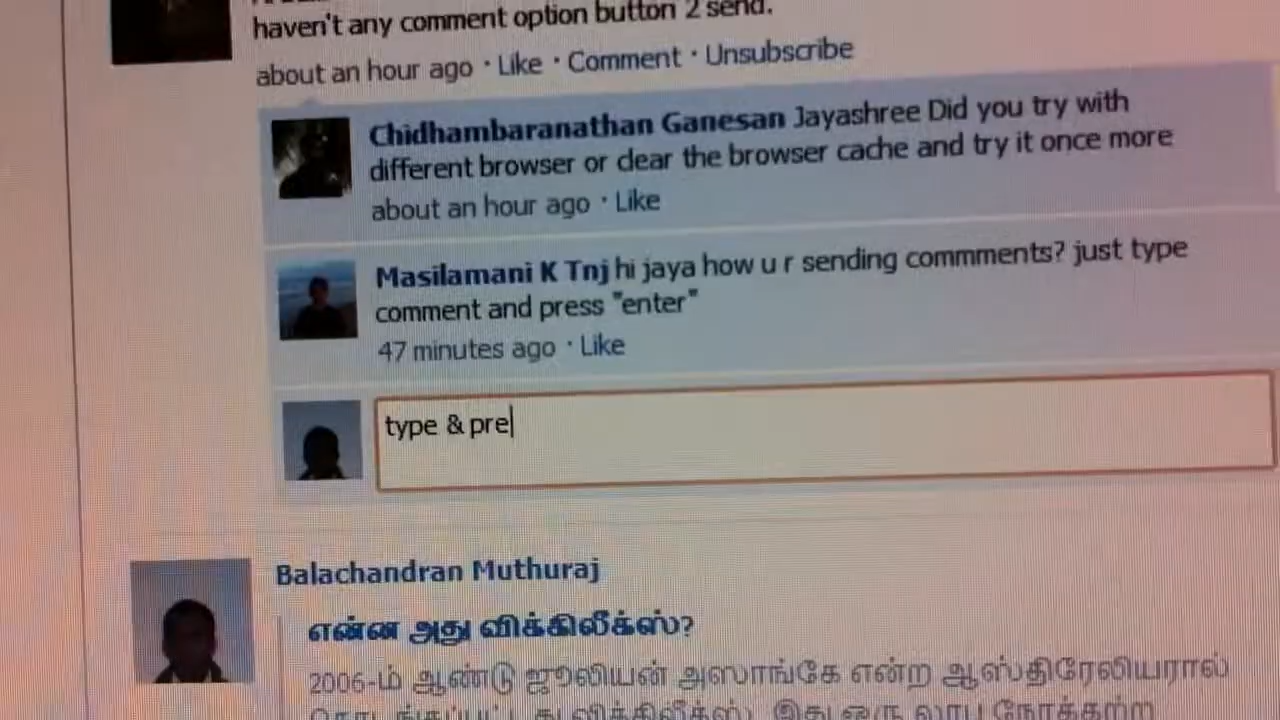 haven't any comment option button 2 send.
about an hour ago · Like · Comment · Unsubscribe
Chidhambaranathan Ganesan Jayashree Did you try with
different browser or clear the browser cache and try it once more
about an hour ago · Like
Masilamani K Tnj hi jaya how u r sending commments? just type
comment and press "enter"
47 minutes ago · Like
type & pre
Balachandran Muthuraj
என்ன அது விக்கிலீக்ஸ்?
2006-ம் ஆண்டு ஜூலியன் அஸாங்கே என்ற ஆஸ்திரேலியரால்